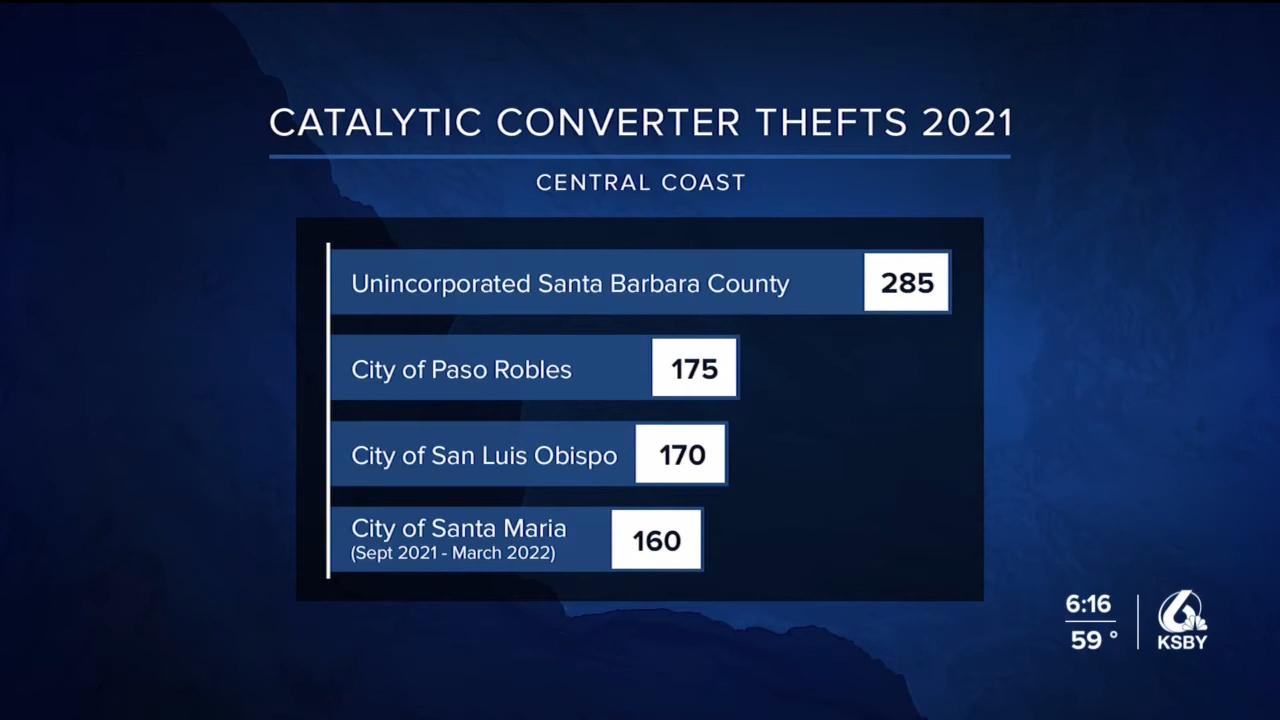 CATALYTIC CONVERTER THEFTS 2021
CENTRAL COAST
Unincorporated Santa Barbara County 285
City of Paso Robles 175
City of San Luis Obispo 170
City of Santa Maria 160
(Sept 2021 - March 2022)
6:16
59 °
6
KSBY